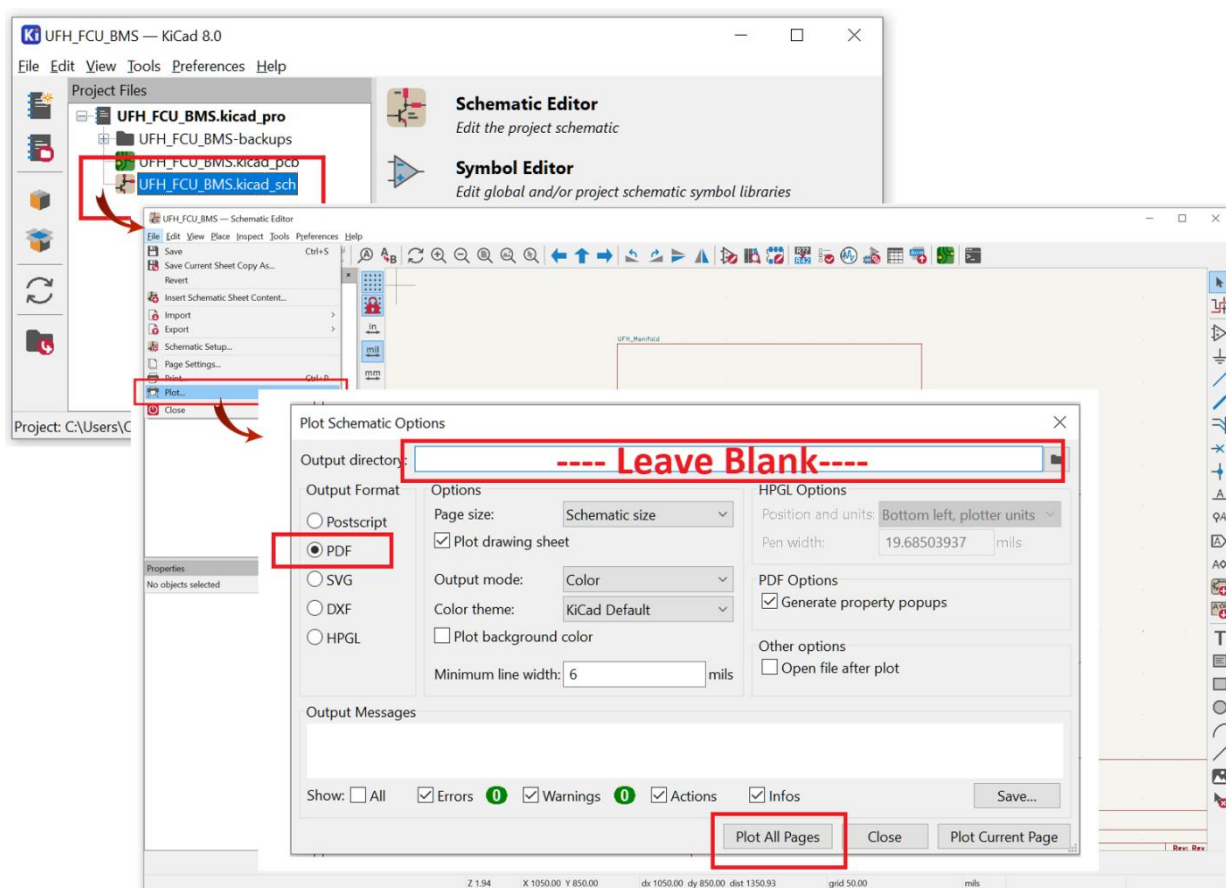 UFH_FCU_BMS — KiCad 8.0
File Edit View Tools Preferences Help
Project Files
UFH_FCU_BMS.kicad_pro
UFH_FCU_BMS-backups
UFH_FCU_BMS.kicad_pcb
UFH_FCU_BMS.kicad_sch
Schematic Editor
Edit the project schematic
Symbol Editor
Edit global and/or project schematic symbol libraries
Project: C:\Users\C
UFH_FCU_BMS — Schematic Editor
File Edit View Place Inspect Tools Preferences Help
Save Ctrl+S
Save Current Sheet Copy As...
Revert
Insert Schematic Sheet Content...
Import
Export
Schematic Setup...
Page Settings...
Print... Ctrl+P
Plot...
Close
in
mil
mm
UFH_Manifold
Properties
No objects selected
Plot Schematic Options
Output directory: ---- Leave Blank----
Output Format
Postscript
PDF
SVG
DXF
HPGL
Options
Page size: Schematic size
Plot drawing sheet
Output mode: Color
Color theme: KiCad Default
Plot background color
Minimum line width: 6 mils
HPGL Options
Position and units: Bottom left, plotter units
Pen width: 19.68503937 mils
PDF Options
Generate property popups
Other options
Open file after plot
Output Messages
Show: All Errors 0 Warnings 0 Actions Infos Save...
Plot All Pages Close Plot Current Page
Rev: Rev
Z 1.94 X 1050.00 Y 850.00 dx 1050.00 dy 850.00 dist 1350.93 grid 50.00 mils